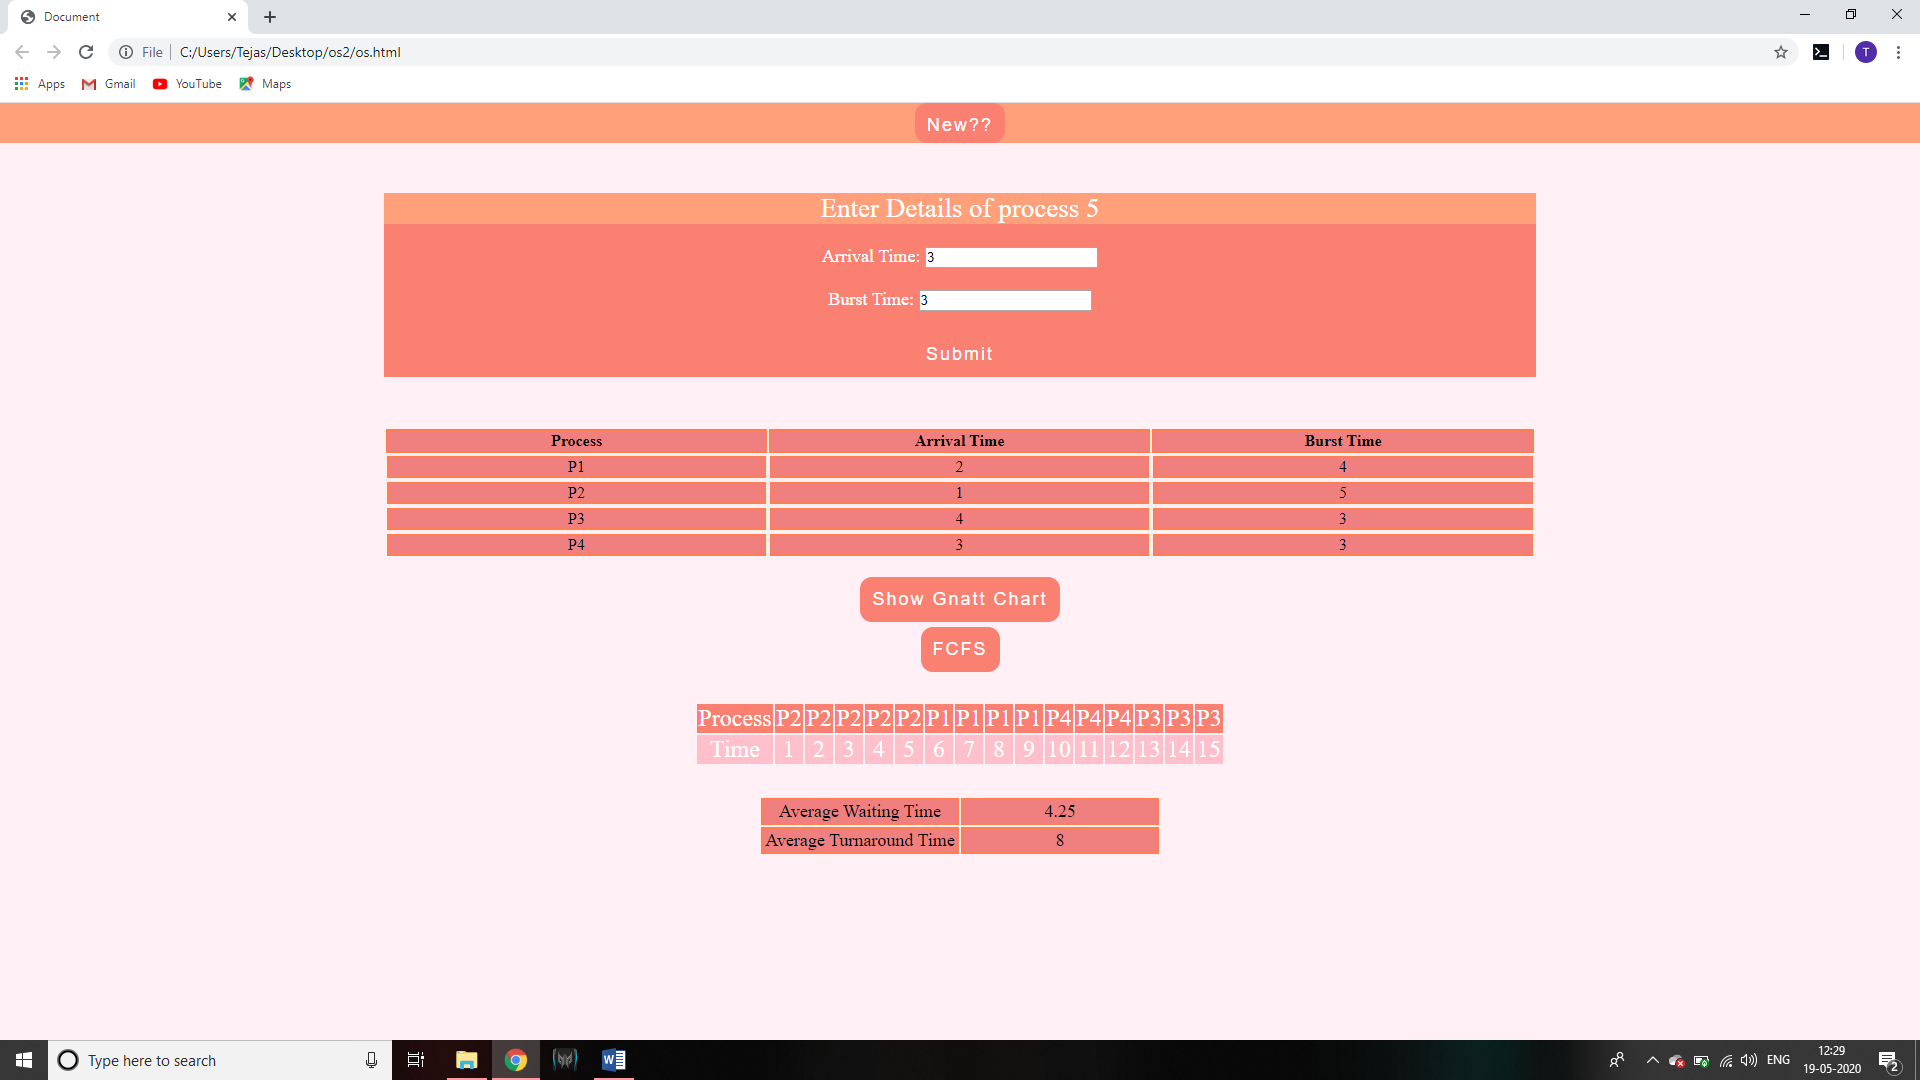 Document
File C:/Users/Tejas/Desktop/os2/os.html
T
Apps Gmail YouTube Maps
New??
Enter Details of process 5
Arrival Time: 3
Burst Time: 3
Submit
Process Arrival Time Burst Time
P1 2 4
P2 1 5
P3 4 3
P4 3 3
Show Gnatt Chart
FCFS
Process P2 P2 P2 P2 P2 P1 P1 P1 P1 P4 P4 P4 P3 P3 P3
Time 1 2 3 4 5 6 7 8 9 10 11 12 13 14 15
Average Waiting Time 4.25
Average Turnaround Time 8
Type here to search
W
ENG
12:29
19-05-2020
2